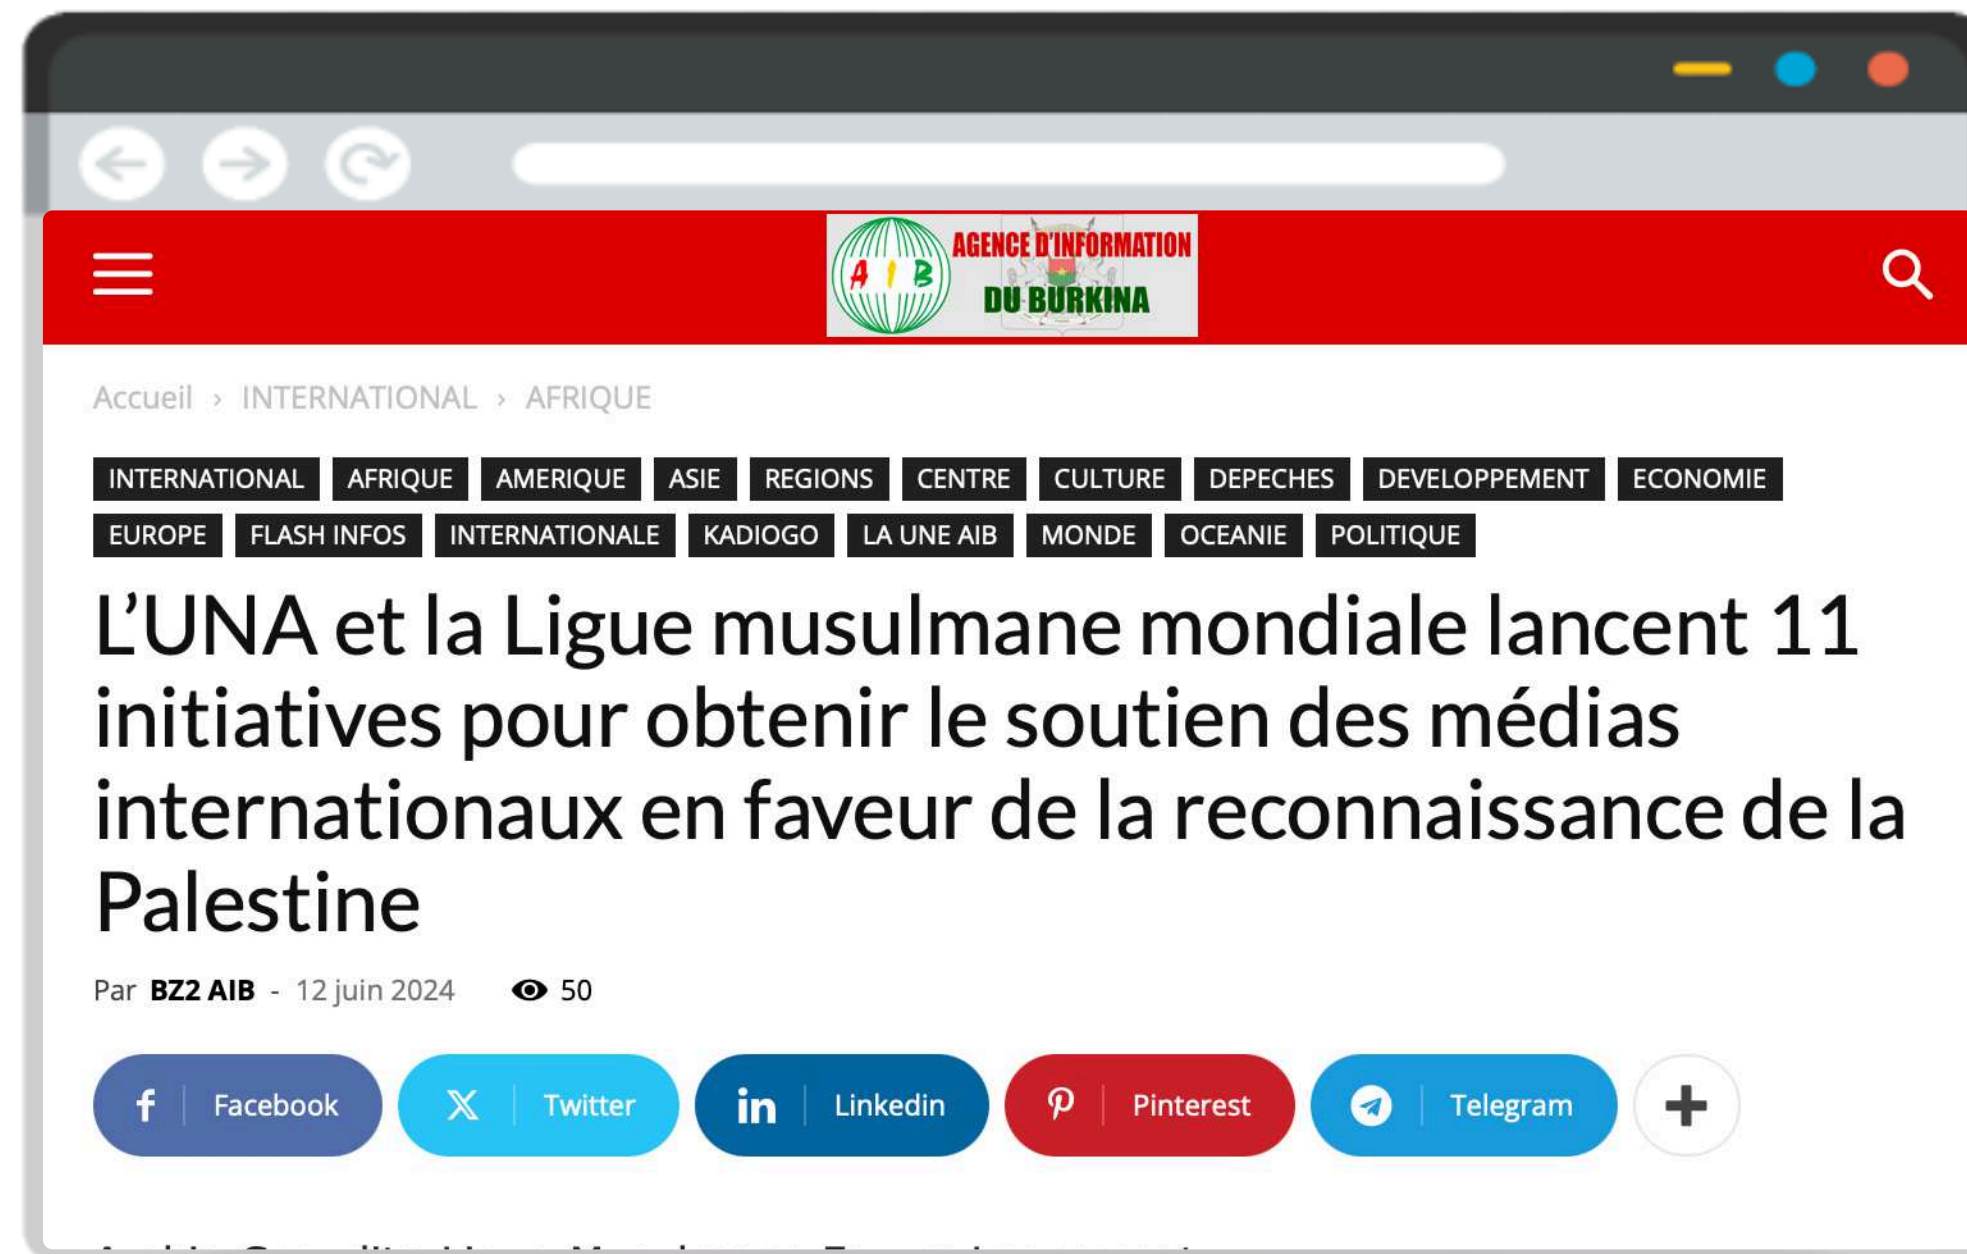 AGENCE D'INFORMATION
A I B
DU BURKINA
Accueil › INTERNATIONAL › AFRIQUE
INTERNATIONAL AFRIQUE AMERIQUE ASIE REGIONS CENTRE CULTURE DEPECHES DEVELOPPEMENT ECONOMIE
EUROPE FLASH INFOS INTERNATIONALE KADIOGO LA UNE AIB MONDE OCEANIE POLITIQUE
L'UNA et la Ligue musulmane mondiale lancent 11
initiatives pour obtenir le soutien des médias
internationaux en faveur de la reconnaissance de la
Palestine
Par BZ2 AIB - 12 juin 2024 50
Facebook Twitter Linkedin Pinterest Telegram